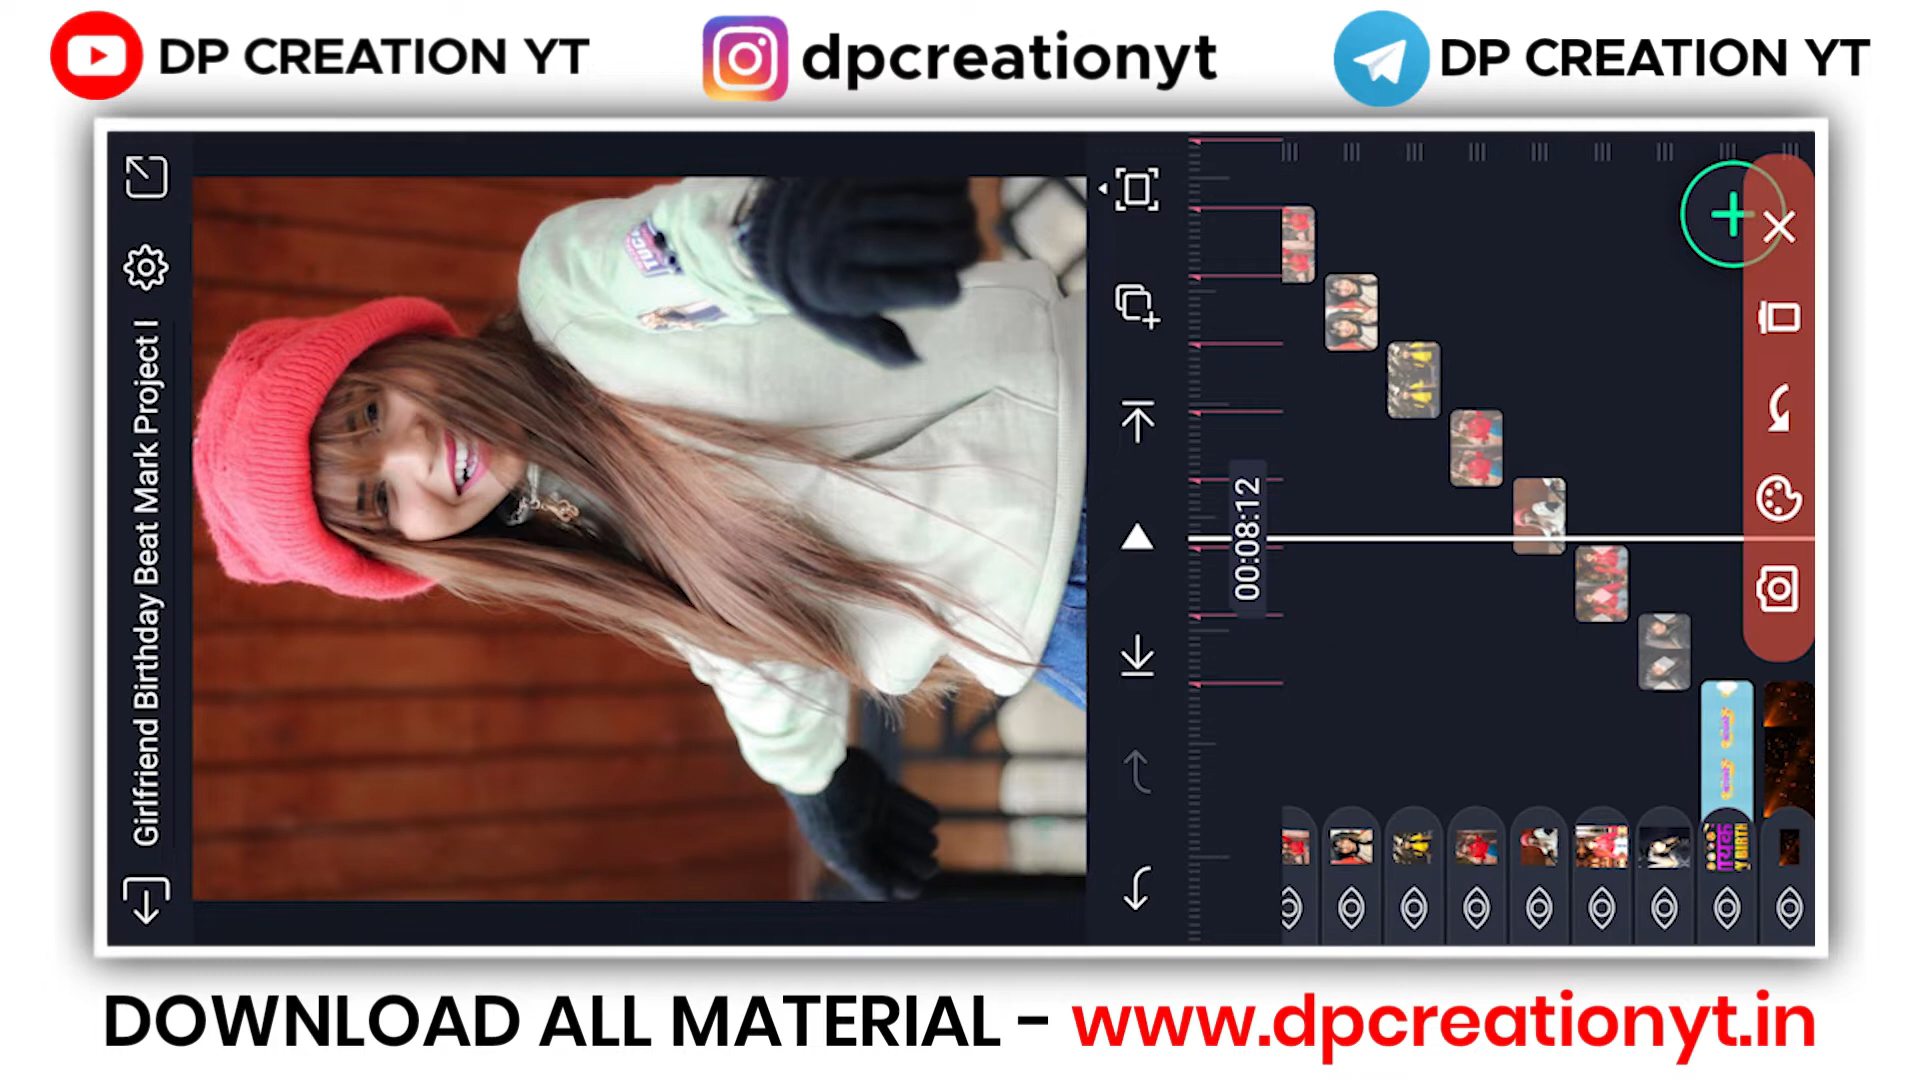 DP CREATION YT
dpcreationyt
DP CREATION YT
Girlfriend Birthday Beat Mark Project
00:08:12
DOWNLOAD ALL MATERIAL - www.dpcreationyt.in